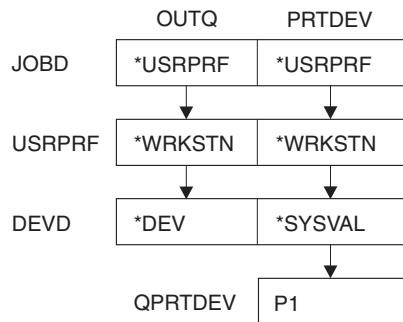 OUTQ PRTDEV
JOBD *USRPRF *USRPRF
USRPRF *WRKSTN *WRKSTN
DEVD *DEV *SYSVAL
QPRTDEV P1